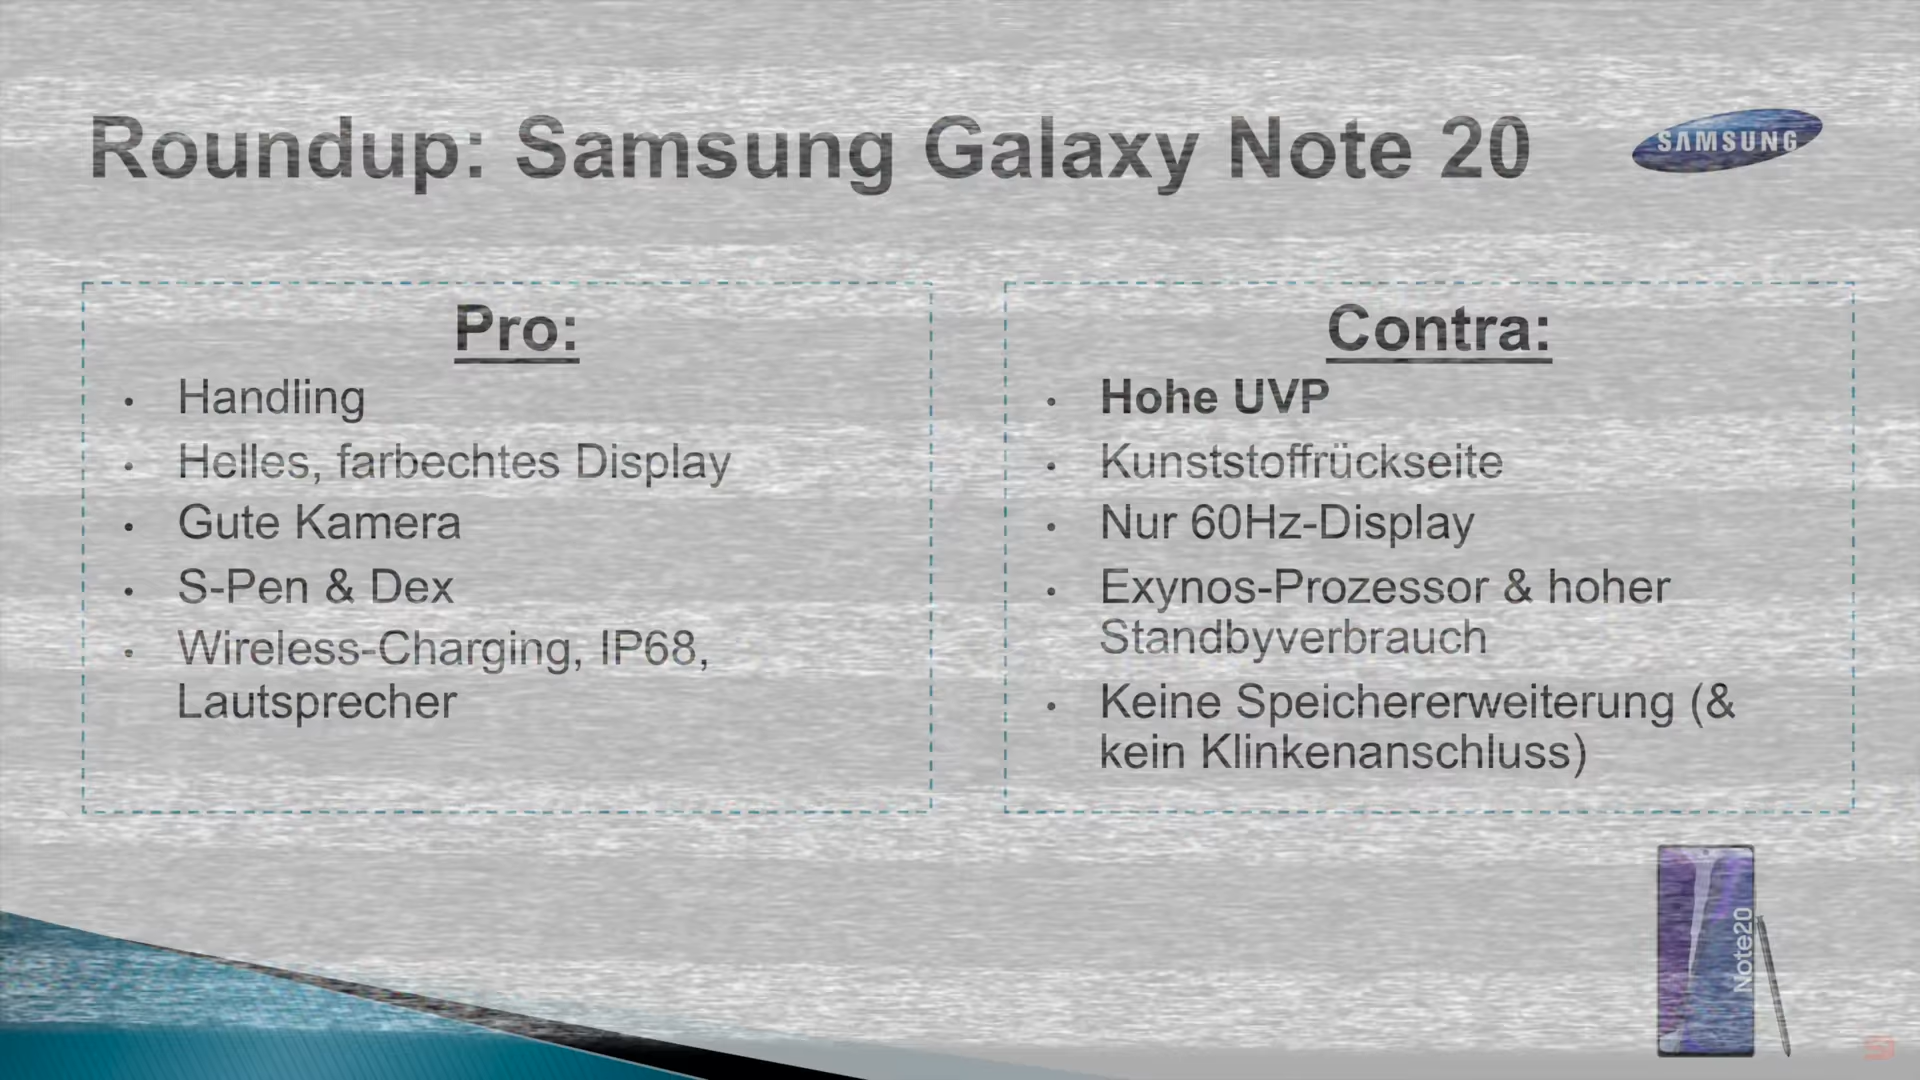 Roundup: Samsung Galaxy Note 20
SAMSUNG
Pro:
• Handling
• Helles, farbechtes Display
• Gute Kamera
• S-Pen & Dex
• Wireless-Charging, IP68,
Lautsprecher
Contra:
• Hohe UVP
• Kunststoffrückseite
• Nur 60Hz-Display
• Exynos-Prozessor & hoher
Standbyverbrauch
• Keine Speichererweiterung (&
kein Klinkenanschluss)
Note20